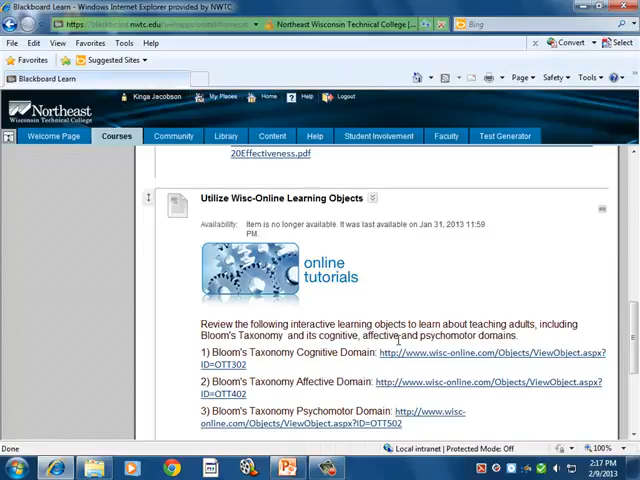 Blackboard Learn - Windows Internet Explorer provided by NWTC
Northeast Wisconsin Technical College [
Bing
File Edit View Favorites Tools Help
Convert Select
Favorites Suggested Sites
Blackboard Learn
Page Safety Tools
Kinga Jacobson My Places Home Help Logout
Northeast
Wisconsin Technical College
Welcome Page Courses Community Library Content Help Student Involvement Faculty Test Generator
20Effectiveness.pdf
Utilize Wisc-Online Learning Objects
Availability: Item is no longer available. It was last available on Jan 31, 2013 11:59
PM.
online
tutorials
Review the following interactive learning objects to learn about teaching adults, including
Bloom's Taxonomy and its cognitive, affective and psychomotor domains.
1) Bloom's Taxonomy Cognitive Domain: http://www.wisc-online.com/Objects/ViewObject.aspx?
ID=OTT302
2) Bloom's Taxonomy Affective Domain: http://www.wisc-online.com/Objects/ViewObject.aspx?
ID=OTT402
3) Bloom's Taxonomy Psychomotor Domain: http://www.wisc-
online.com/Objects/ViewObject.aspx?ID=OTT502
Done
Local intranet | Protected Mode: Off
100%
2:17 PM
2/9/2013